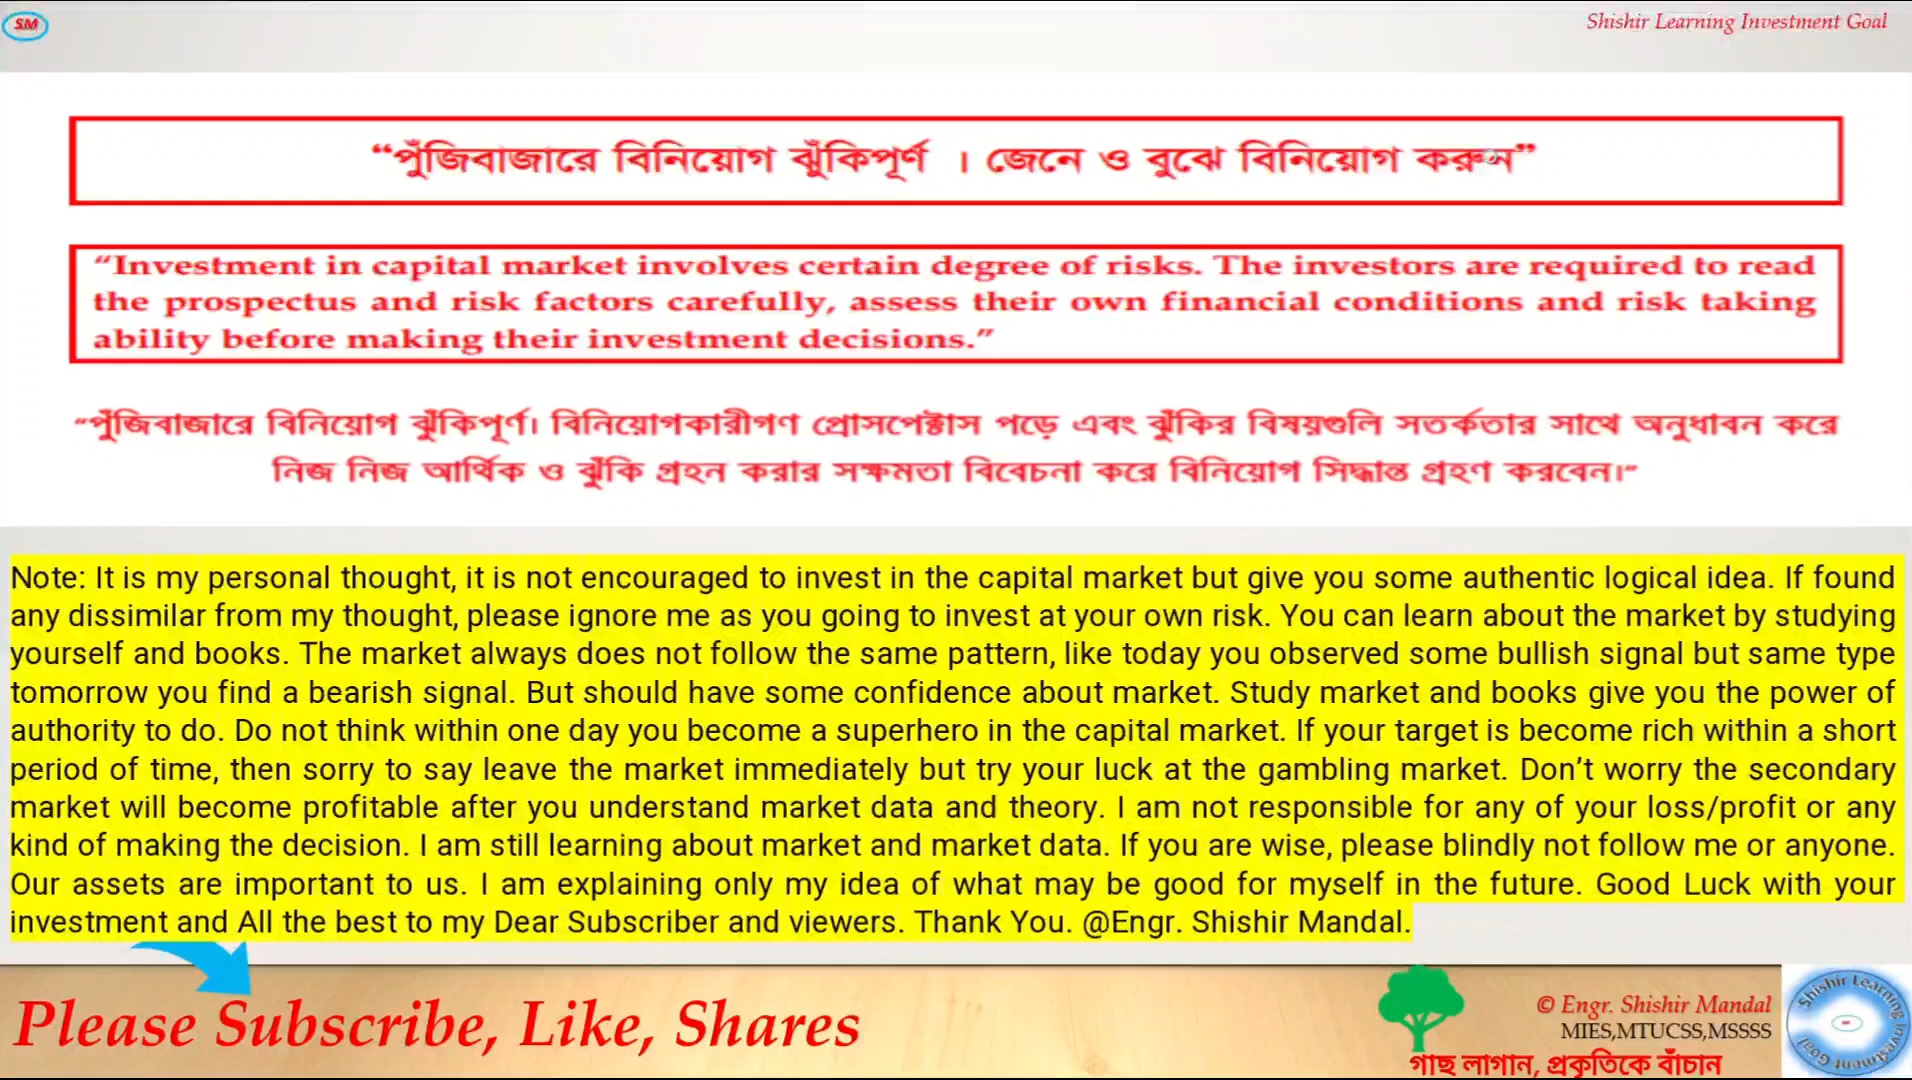 SM
Shishir Learning Investment Goal
“পুঁজিবাজারে বিনিয়োগ ঝুঁকিপূর্ণ । জেনে ও বুঝে বিনিয়োগ করুন”
“Investment in capital market involves certain degree of risks. The investors are required to read
the prospectus and risk factors carefully, assess their own financial conditions and risk taking
ability before making their investment decisions.”
“পুঁজিবাজারে বিনিয়োগ ঝুঁকিপূর্ণ। বিনিয়োগকারীগণ প্রোসপেক্টাস পড়ে এবং ঝুঁকির বিষয়গুলি সতর্কতার সাথে অনুধাবন করে
নিজ নিজ আর্থিক ও ঝুঁকি গ্রহন করার সক্ষমতা বিবেচনা করে বিনিয়োগ সিদ্ধান্ত গ্রহণ করবেন।”
Note: It is my personal thought, it is not encouraged to invest in the capital market but give you some authentic logical idea. If found
any dissimilar from my thought, please ignore me as you going to invest at your own risk. You can learn about the market by studying
yourself and books. The market always does not follow the same pattern, like today you observed some bullish signal but same type
tomorrow you find a bearish signal. But should have some confidence about market. Study market and books give you the power of
authority to do. Do not think within one day you become a superhero in the capital market. If your target is become rich within a short
period of time, then sorry to say leave the market immediately but try your luck at the gambling market. Don’t worry the secondary
market will become profitable after you understand market data and theory. I am not responsible for any of your loss/profit or any
kind of making the decision. I am still learning about market and market data. If you are wise, please blindly not follow me or anyone.
Our assets are important to us. I am explaining only my idea of what may be good for myself in the future. Good Luck with your
investment and All the best to my Dear Subscriber and viewers. Thank You. @Engr. Shishir Mandal.
Please Subscribe, Like, Shares
© Engr. Shishir Mandal
MIES,MTUCSS,MSSSS
গাছ লাগান, প্রকৃতিকে বাঁচান
Shishir Learning Investment Goal